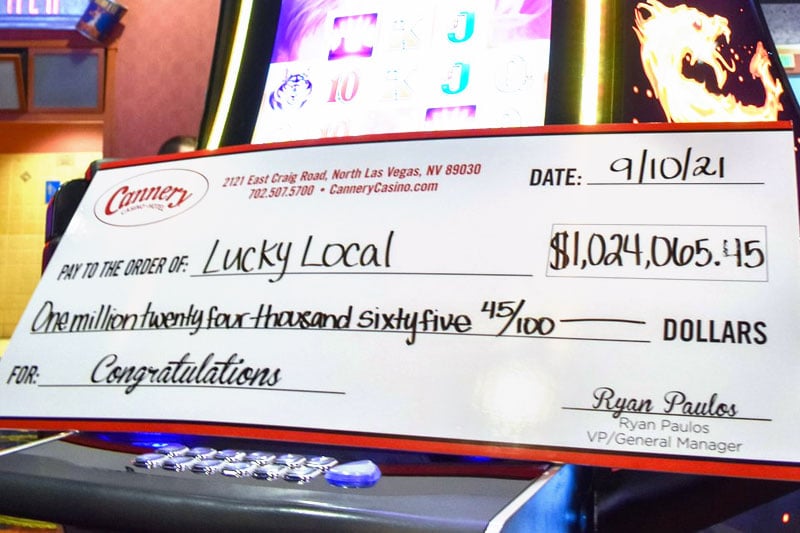 10
J
J
Cannery
CASINO • HOTEL
2121 East Craig Road, North Las Vegas, NV 89030
702.507.5700 • CanneryCasino.com
DATE: 9/10/21
PAY TO THE ORDER OF: Lucky Local $1,024,065.45
One million twenty four thousand sixty five 45/100 DOLLARS
FOR: Congratulations
Ryan Paulos
Ryan Paulos
VP/General Manager